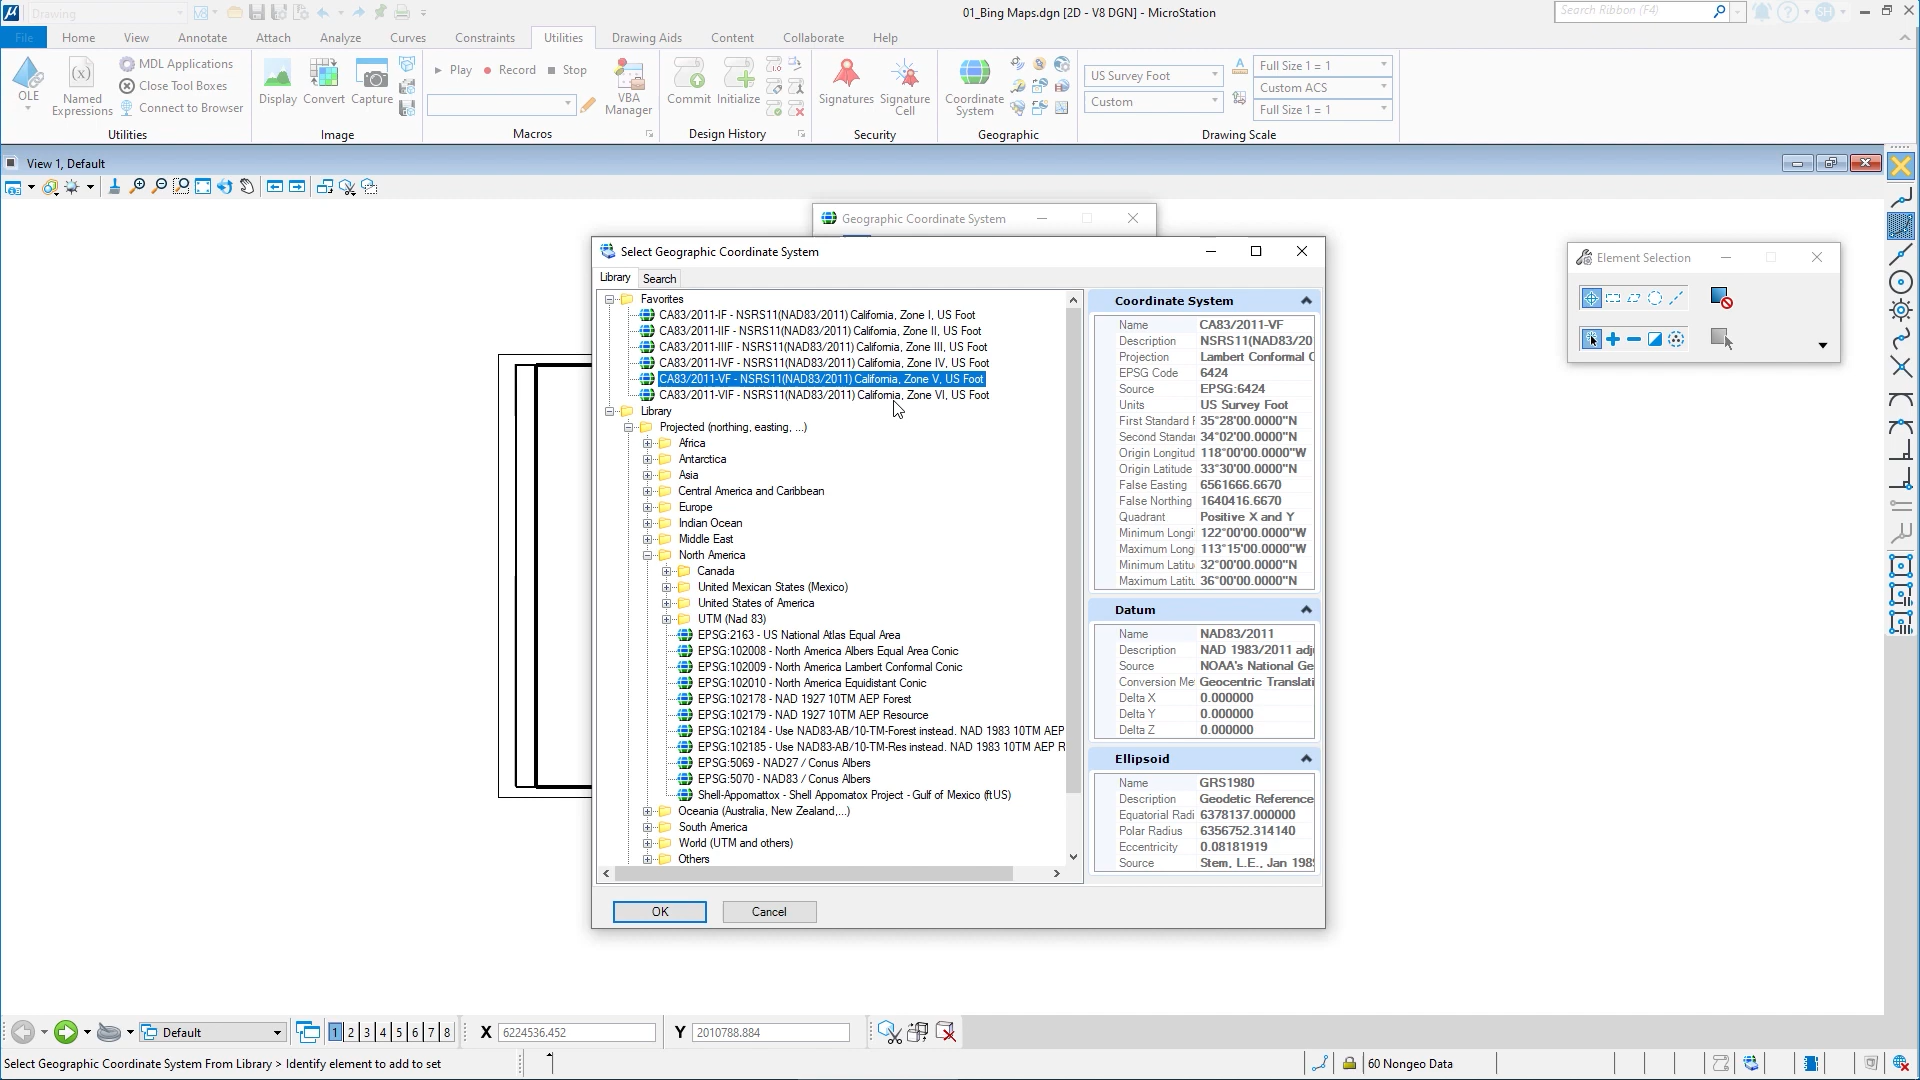 Drawing
01_Bing Maps.dgn [2D - V8 DGN] - MicroStation
Search Ribbon (F4)
SH
File
Home
View
Annotate
Attach
Analyze
Curves
Constraints
Utilities
Drawing Aids
Content
Collaborate
Help
OLE
Named Expressions
MDL Applications
Close Tool Boxes
Connect to Browser
Utilities
Display
Convert
Capture
Image
Play
Record
Stop
VBA Manager
Macros
Commit
Initialize
Design History
Signatures
Signature Cell
Security
Coordinate System
Geographic
US Survey Foot
Custom
Full Size 1 = 1
Custom ACS
Full Size 1 = 1
Drawing Scale
View 1, Default
Geographic Coordinate System
Select Geographic Coordinate System
Library
Search
Favorites
CA83/2011-IF - NSRS11(NAD83/2011) California, Zone I, US Foot
CA83/2011-IIF - NSRS11(NAD83/2011) California, Zone II, US Foot
CA83/2011-IIIF - NSRS11(NAD83/2011) California, Zone III, US Foot
CA83/2011-IVF - NSRS11(NAD83/2011) California, Zone IV, US Foot
CA83/2011-VF - NSRS11(NAD83/2011) California, Zone V, US Foot
CA83/2011-VIF - NSRS11(NAD83/2011) California, Zone VI, US Foot
Library
Projected (northing, easting, ...)
Africa
Antarctica
Asia
Central America and Caribbean
Europe
Indian Ocean
Middle East
North America
Canada
United Mexican States (Mexico)
United States of America
UTM (Nad 83)
EPSG:2163 - US National Atlas Equal Area
EPSG:102008 - North America Albers Equal Area Conic
EPSG:102009 - North America Lambert Conformal Conic
EPSG:102010 - North America Equidistant Conic
EPSG:102178 - NAD 1927 10TM AEP Forest
EPSG:102179 - NAD 1927 10TM AEP Resource
EPSG:102184 - Use NAD83-AB/10-TM-Forest instead. NAD 1983 10TM AEP
EPSG:102185 - Use NAD83-AB/10-TM-Res instead. NAD 1983 10TM AEP R
EPSG:5069 - NAD27 / Conus Albers
EPSG:5070 - NAD83 / Conus Albers
Shell-Appomattox - Shell Appomatox Project - Gulf of Mexico (ftUS)
Oceania (Australia, New Zealand,...)
South America
World (UTM and others)
Others
Coordinate System
Name CA83/2011-VF
Description NSRS11(NAD83/20
Projection Lambert Conformal C
EPSG Code 6424
Source EPSG:6424
Units US Survey Foot
First Standard F 35°28'00.0000"N
Second Standar 34°02'00.0000"N
Origin Longitud 118°00'00.0000"W
Origin Latitude 33°30'00.0000"N
False Easting 6561666.6670
False Northing 1640416.6670
Quadrant Positive X and Y
Minimum Longi 122°00'00.0000"W
Maximum Long 113°15'00.0000"W
Minimum Latitu 32°00'00.0000"N
Maximum Latitu 36°00'00.0000"N
Datum
Name NAD83/2011
Description NAD 1983/2011 adj
Source NOAA's National Ge
Conversion Me Geocentric Translati
Delta X 0.000000
Delta Y 0.000000
Delta Z 0.000000
Ellipsoid
Name GRS1980
Description Geodetic Reference
Equatorial Radi 6378137.000000
Polar Radius 6356752.314140
Eccentricity 0.08181919
Source Stem, L.E., Jan 198
OK
Cancel
Element Selection
Default
1 2 3 4 5 6 7 8
X 6224536.452
Y 2010788.884
Select Geographic Coordinate System From Library > Identify element to add to set
60 Nongeo Data